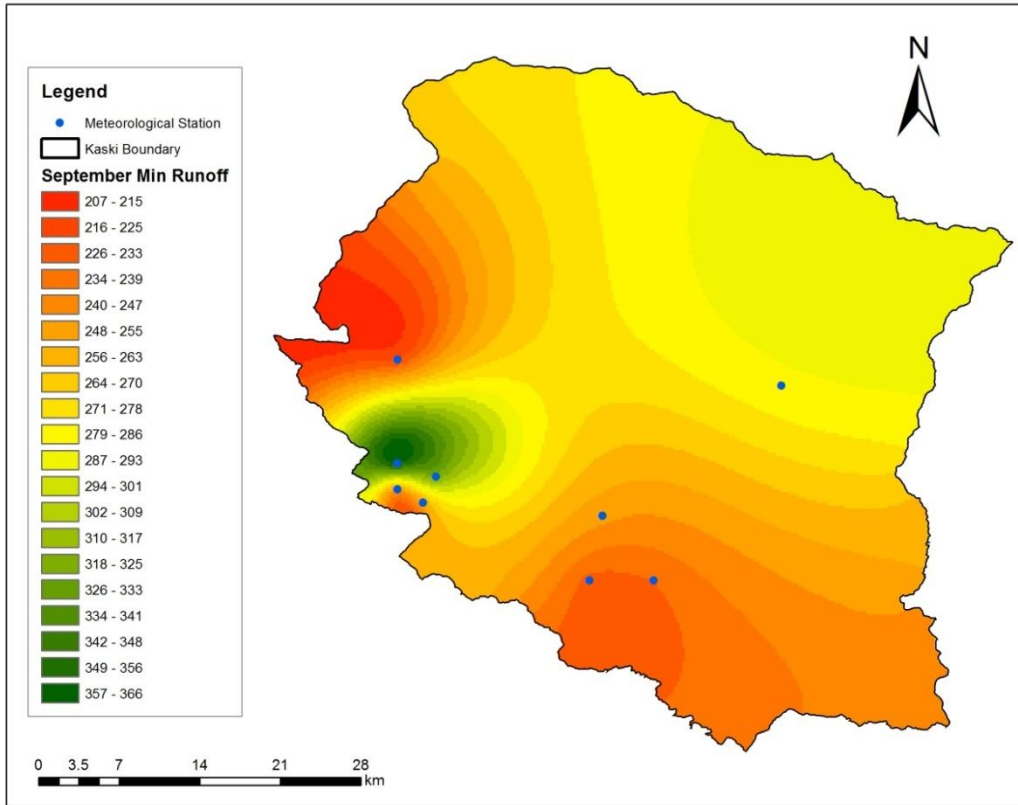 N
Legend
Meteorological Station
Kaski Boundary
September Min Runoff
207 - 215
216 - 225
226 - 233
234 - 239
240 - 247
248 - 255
256 - 263
264 - 270
271 - 278
279 - 286
287 - 293
294 - 301
302 - 309
310 - 317
318 - 325
326 - 333
334 - 341
342 - 348
349 - 356
357 - 366
0 3.5 7 14 21 28
km